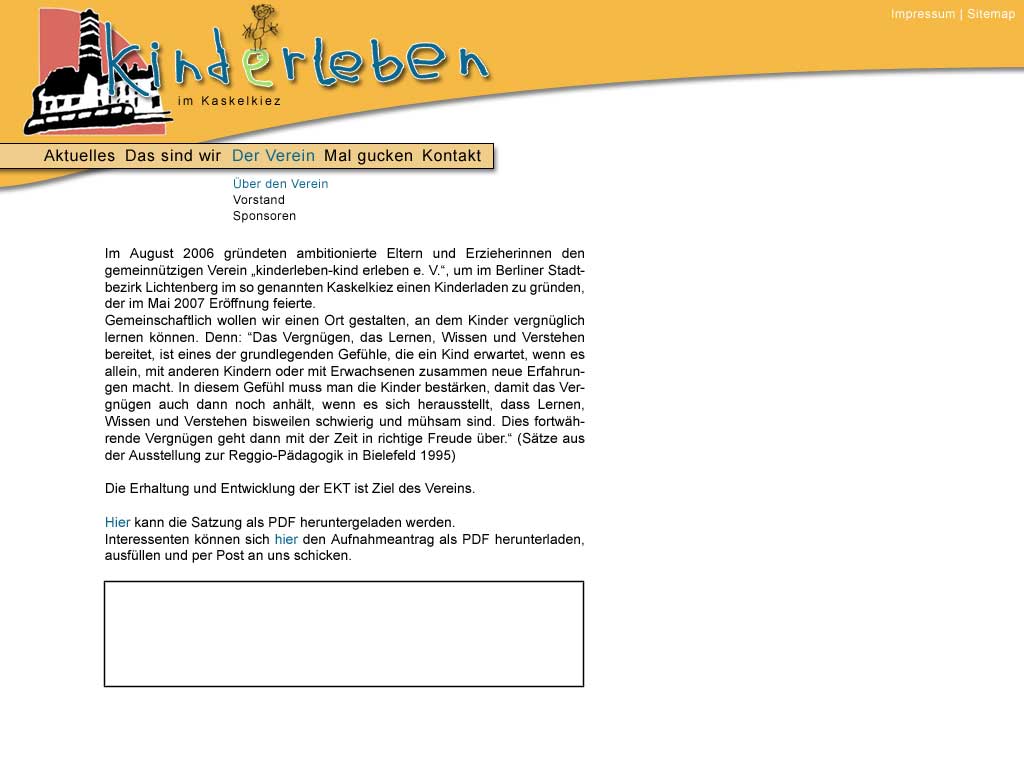 Impressum | Sitemap
kinderleben
im Kaskelkiez
Aktuelles Das sind wir Der Verein Mal gucken Kontakt
Über den Verein
Vorstand
Sponsoren
Im August 2006 gründeten ambitionierte Eltern und Erzieherinnen den
gemeinnützigen Verein „kinderleben-kind erleben e. V.“, um im Berliner Stadt-
bezirk Lichtenberg im so genannten Kaskelkiez einen Kinderladen zu gründen,
der im Mai 2007 Eröffnung feierte.
Gemeinschaftlich wollen wir einen Ort gestalten, an dem Kinder vergnüglich
lernen können. Denn: “Das Vergnügen, das Lernen, Wissen und Verstehen
bereitet, ist eines der grundlegenden Gefühle, die ein Kind erwartet, wenn es
allein, mit anderen Kindern oder mit Erwachsenen zusammen neue Erfahrun-
gen macht. In diesem Gefühl muss man die Kinder bestärken, damit das Ver-
gnügen auch dann noch anhält, wenn es sich herausstellt, dass Lernen,
Wissen und Verstehen bisweilen schwierig und mühsam sind. Dies fortwäh-
rende Vergnügen geht dann mit der Zeit in richtige Freude über.“ (Sätze aus
der Ausstellung zur Reggio-Pädagogik in Bielefeld 1995)
Die Erhaltung und Entwicklung der EKT ist Ziel des Vereins.
Hier kann die Satzung als PDF heruntergeladen werden.
Interessenten können sich hier den Aufnahmeantrag als PDF herunterladen,
ausfüllen und per Post an uns schicken.